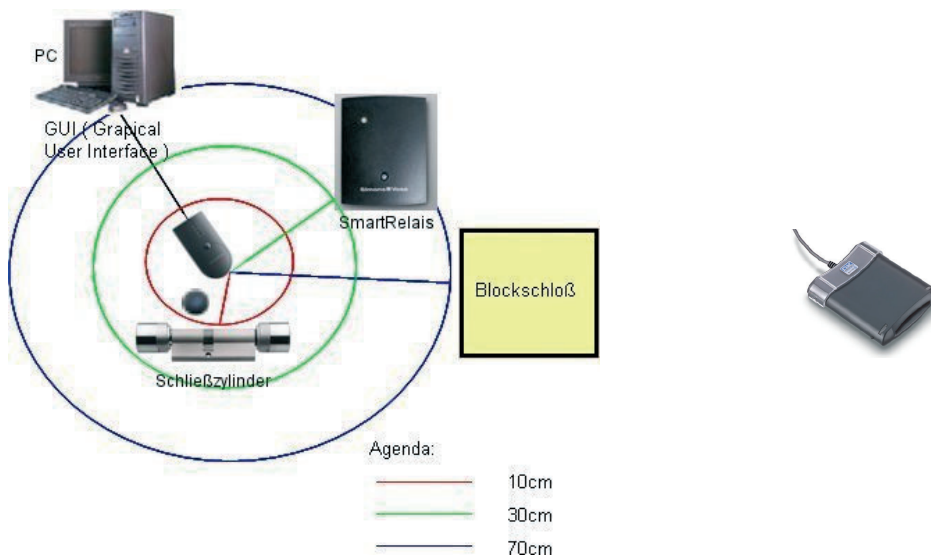 PC
GUI ( Grapical
User Interface )
SmartRelais
Blockschloß
Schließzylinder
Agenda:
10cm
30cm
70cm